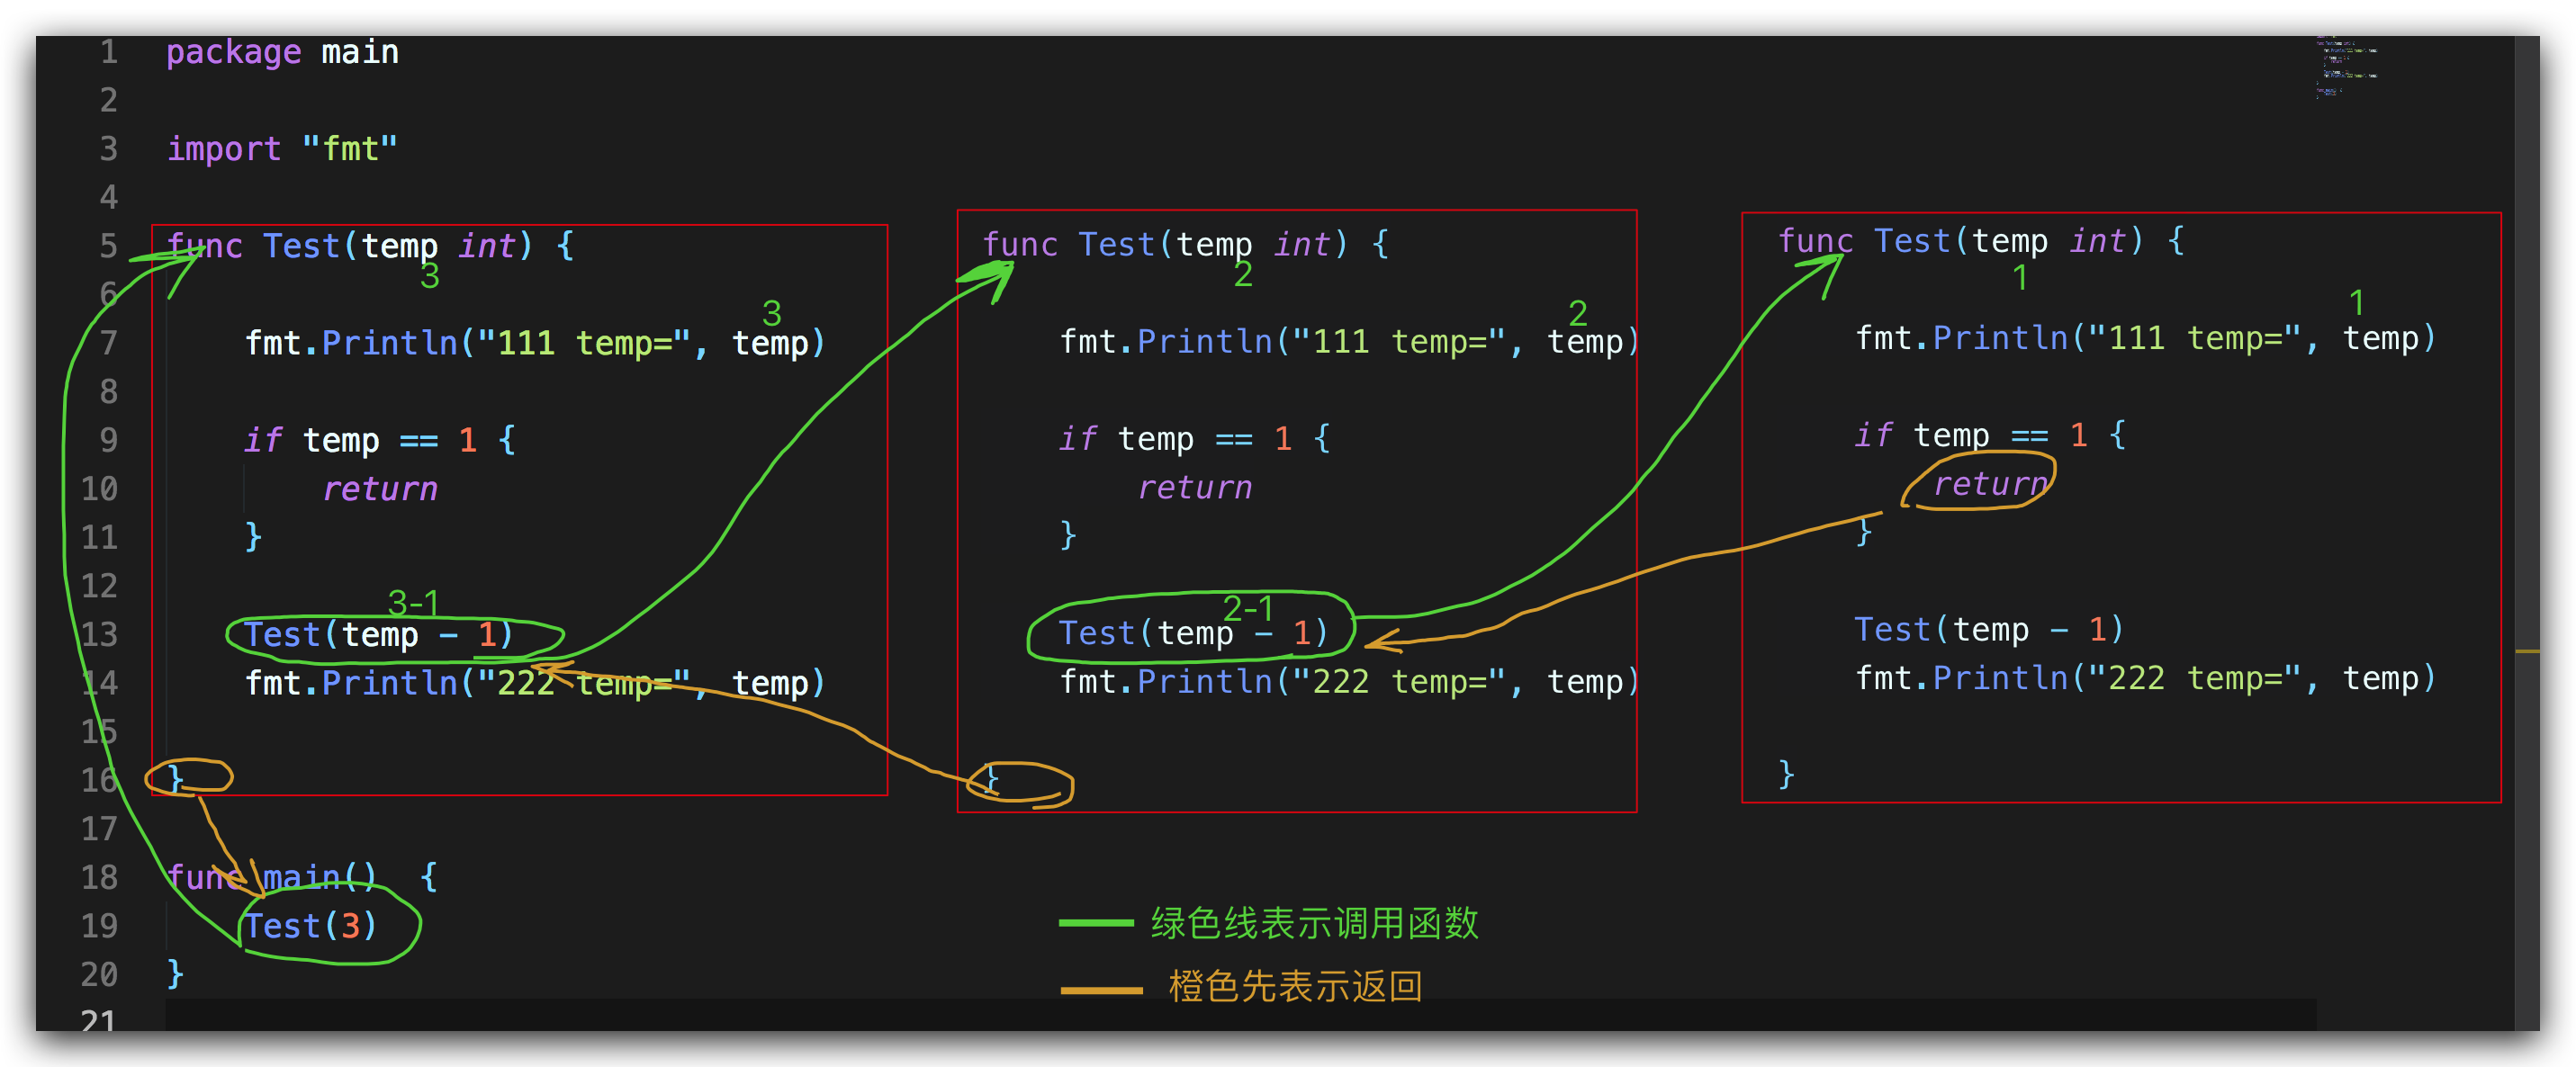 1 package main
2
3 import "fmt"
4
5 func Test(temp int) {
3
6
3
7 fmt.Println("111 temp=", temp)
8
9 if temp == 1 {
10 return
11 }
12
3-1
13 Test(temp - 1)
14 fmt.Println("222 temp=", temp)
15
16 }
17
18 func main() {
19 Test(3)
20 }
21
func Test(temp int) {
2
2
fmt.Println("111 temp=", temp)
if temp == 1 {
return
}
2-1
Test(temp - 1)
fmt.Println("222 temp=", temp)
}
func Test(temp int) {
1
1
fmt.Println("111 temp=", temp)
if temp == 1 {
return
}
Test(temp - 1)
fmt.Println("222 temp=", temp)
}
绿色线表示调用函数
橙色先表示返回